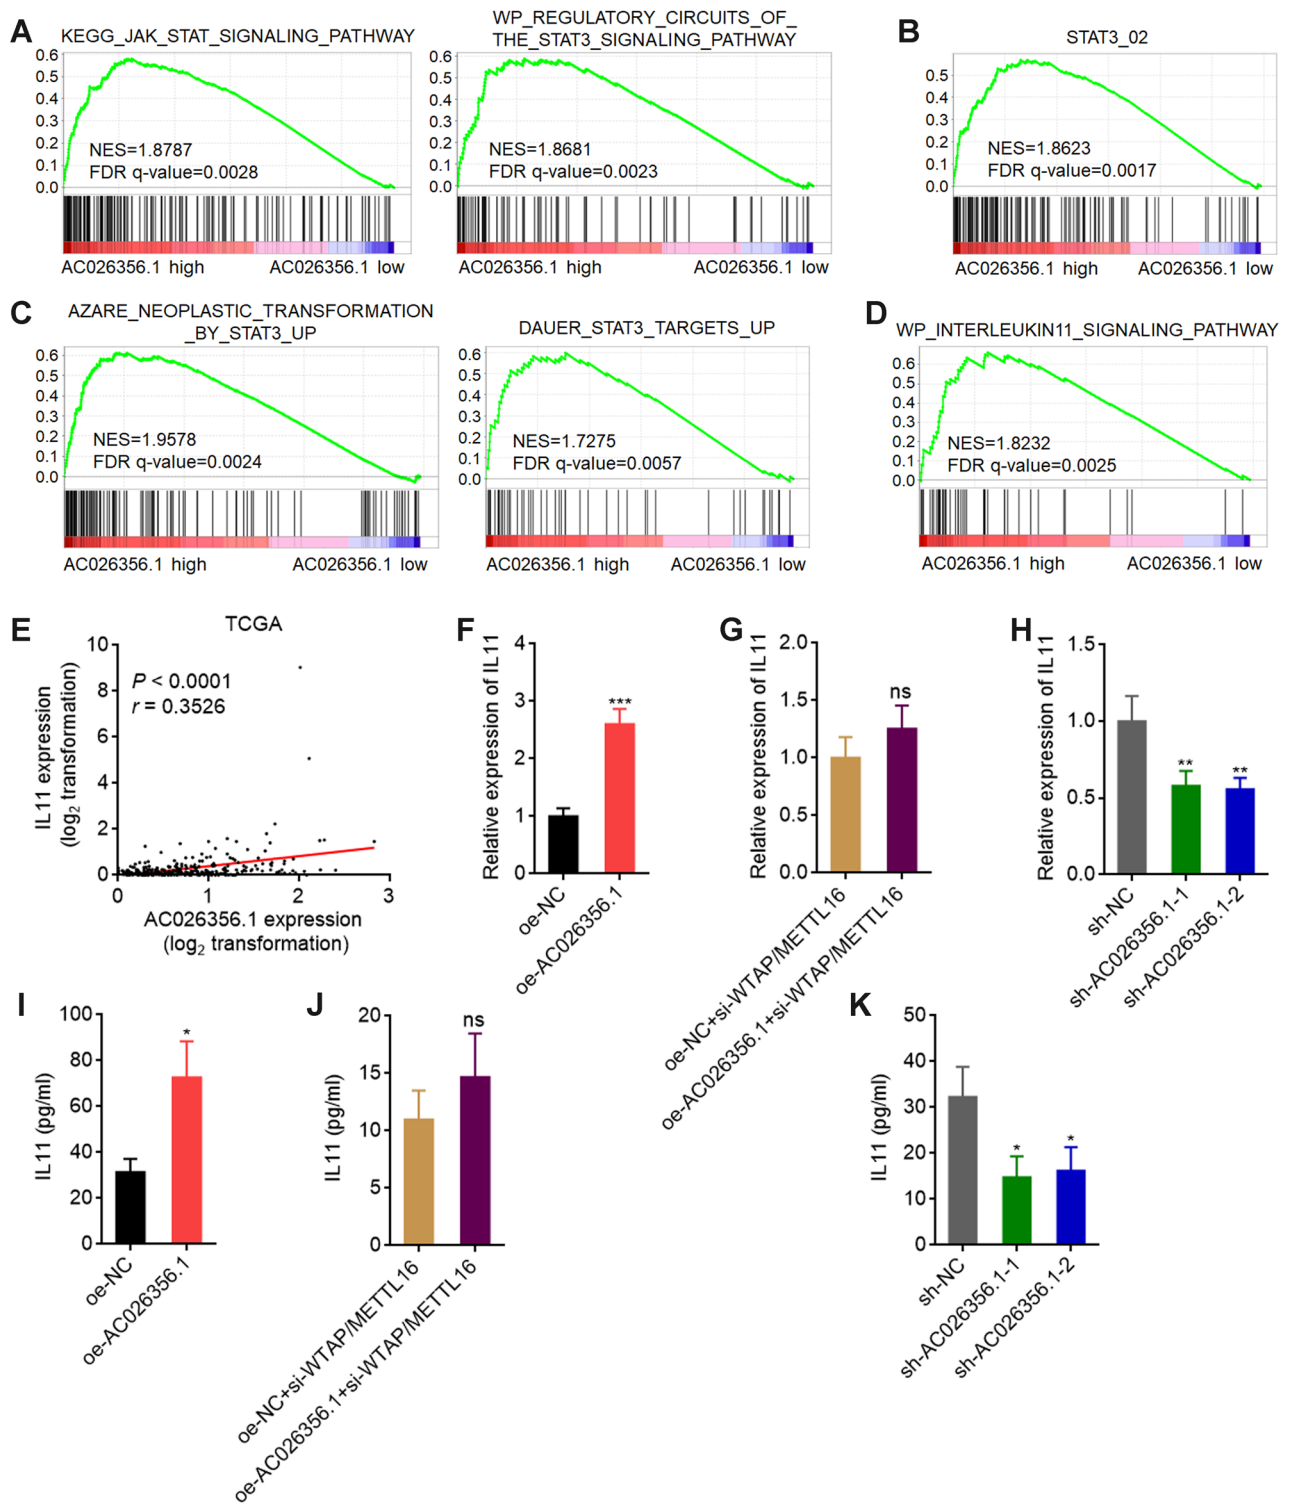 A
KEGG_JAK_STAT_SIGNALING_PATHWAY
0.6
0.5
0.4
0.3
0.2
0.1
0.0
NES=1.8787
FDR q-value=0.0028
AC026356.1 high
AC026356.1 low
WP_REGULATORY_CIRCUITS_OF_
THE_STAT3_SIGNALING_PATHWAY
0.6
0.5
0.4
0.3
0.2
0.1
0.0
NES=1.8681
FDR q-value=0.0023
AC026356.1 high
AC026356.1 low
B
STAT3_02
0.5
0.4
0.3
0.2
0.1
0.0
NES=1.8623
FDR q-value=0.0017
AC026356.1 high
AC026356.1 low
C
AZARE_NEOPLASTIC_TRANSFORMATION
_BY_STAT3_UP
0.6
0.5
0.4
0.3
0.2
0.1
0.0
NES=1.9578
FDR q-value=0.0024
AC026356.1 high
AC026356.1 low
DAUER_STAT3_TARGETS_UP
0.6
0.5
0.4
0.3
0.2
0.1
0.0
NES=1.7275
FDR q-value=0.0057
AC026356.1 high
AC026356.1 low
D
WP_INTERLEUKIN11_SIGNALING_PATHWAY
0.6
0.5
0.4
0.3
0.2
0.1
0.0
NES=1.8232
FDR q-value=0.0025
AC026356.1 high
AC026356.1 low
E
TCGA
IL11 expression
(log2 transformation)
10
8
6
4
2
0
P < 0.0001
r = 0.3526
0
1
2
3
AC026356.1 expression
(log2 transformation)
F
Relative expression of IL11
4
3
2
1
0
***
oe-NC
oe-AC026356.1
G
Relative expression of IL11
2.0
1.5
1.0
0.5
0.0
ns
oe-NC+si-WTAP/METTL16
oe-AC026356.1+si-WTAP/METTL16
H
Relative expression of IL11
1.5
1.0
0.5
0.0
**
**
sh-NC
sh-AC026356.1-1
sh-AC026356.1-2
I
IL11 (pg/ml)
100
80
60
40
20
0
*
oe-NC
oe-AC026356.1
J
IL11 (pg/ml)
20
15
10
5
0
ns
oe-NC+si-WTAP/METTL16
oe-AC026356.1+si-WTAP/METTL16
K
IL11 (pg/ml)
50
40
30
20
10
0
*
*
sh-NC
sh-AC026356.1-1
sh-AC026356.1-2